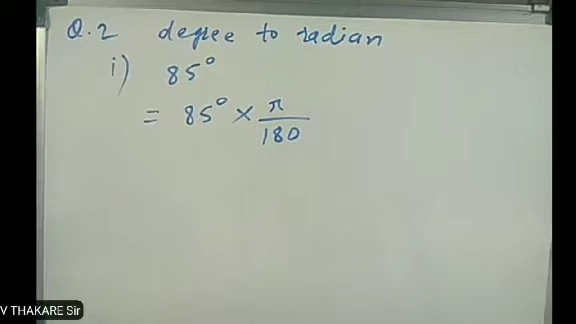 Q.2 degree to radian
i) 85°
= 85° × π/180
V THAKARE Sir